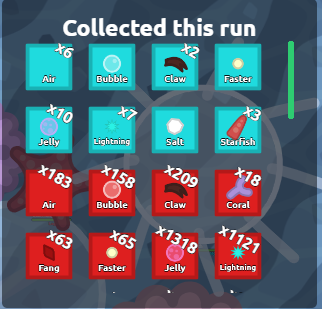 Collected this run
x6 x2
Air Bubble Claw Faster
x10 x7 x3
Jelly Lightning Salt Starfish
x183 x158 x209 x18
Air Bubble Claw Coral
x63 x65 x1318 x1121
Fang Faster Jelly Lightning